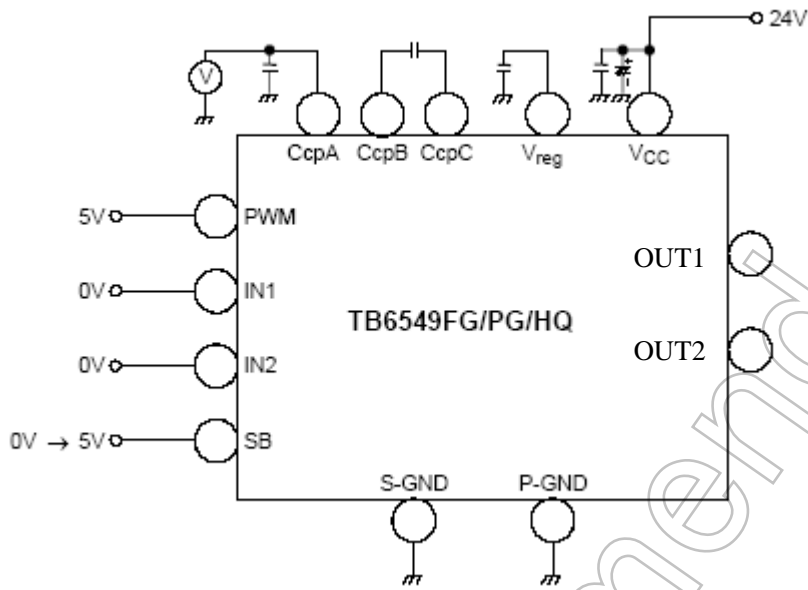 24V
V
CcpA CcpB CcpC Vreg VCC
5V PWM
OUT1
0V IN1
TB6549FG/PG/HQ
OUT2
0V IN2
0V → 5V SB
S-GND P-GND
mend